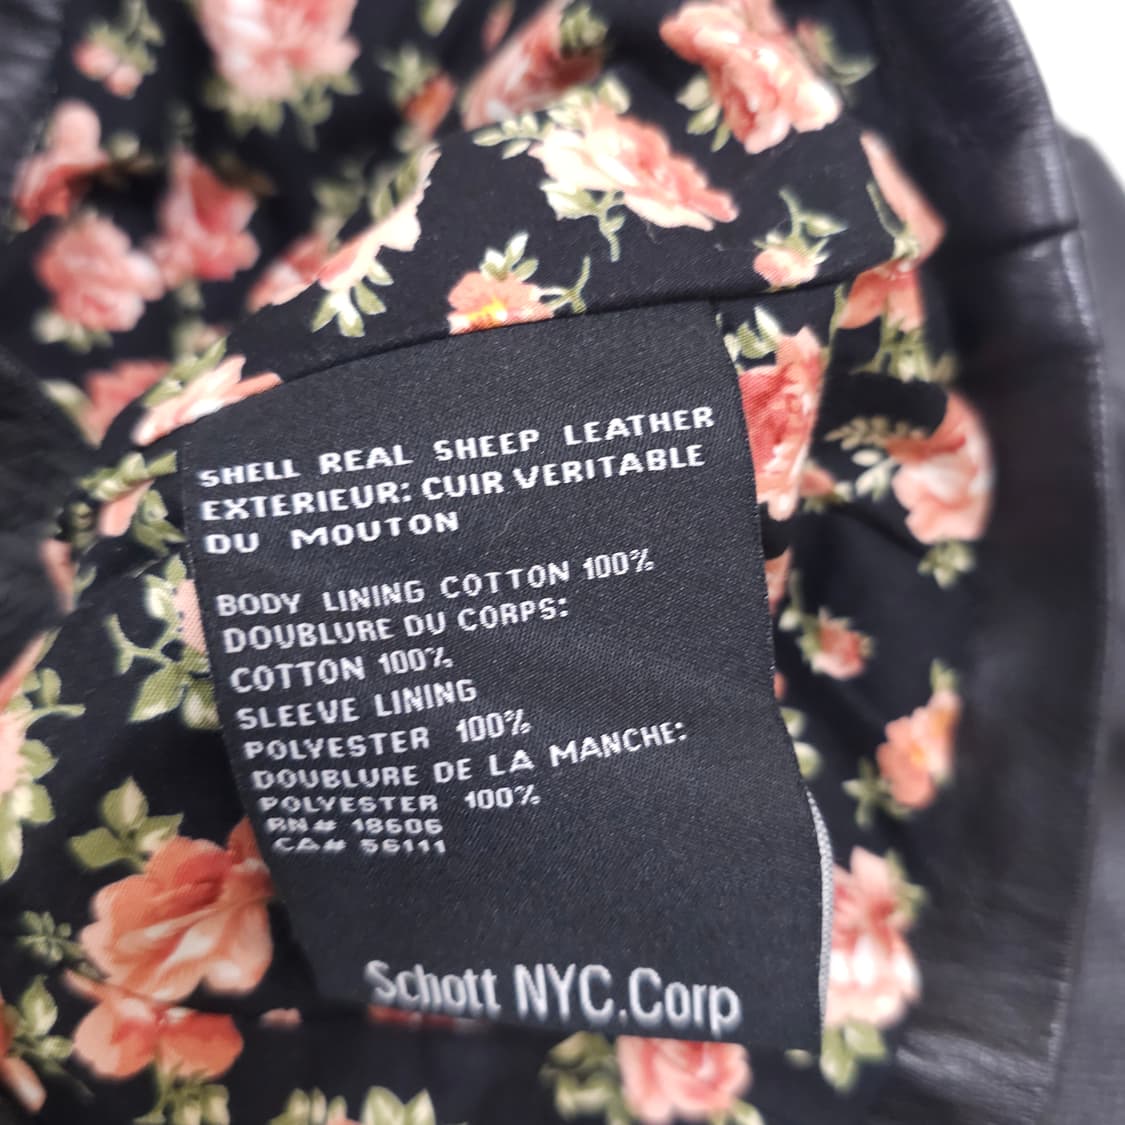 SHELL REAL SHEEP LEATHER
EXTERIEUR: CUIR VERITABLE
DU MOUTON
BODY LINING COTTON 100%
DOUBLURE DU CORPS:
COTTON 100%
SLEEVE LINING
POLYESTER 100%
DOUBLURE DE LA MANCHE:
POLYESTER 100%
RN# 18606
CA# 56111
Schott NYC.Corp